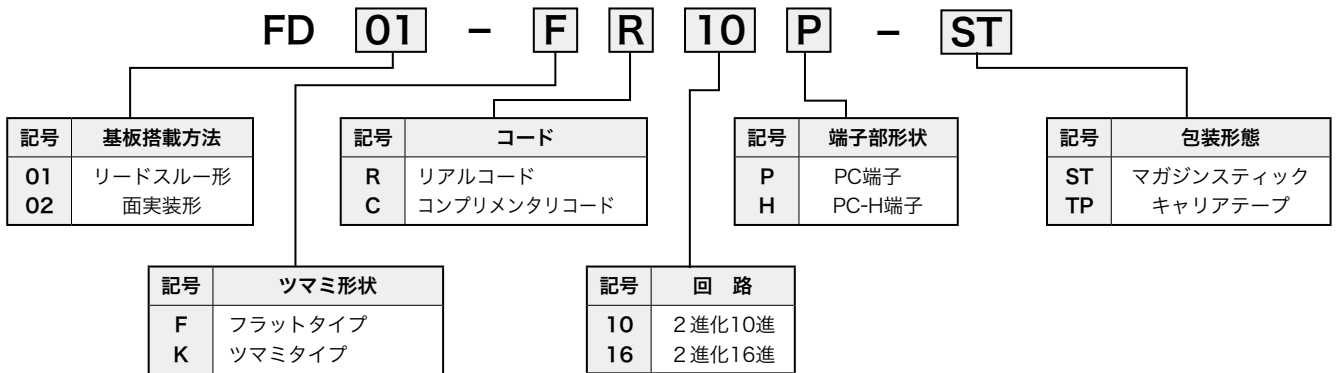 FD 01 – F R 10 P – ST
記号 基板搭載方法
01 リードスルー形
02 面実装形
記号 コード
R リアルコード
C コンプリメンタリコード
記号 端子部形状
P PC端子
H PC-H端子
記号 包装形態
ST マガジンスティック
TP キャリアテープ
記号 ツマミ形状
F フラットタイプ
K ツマミタイプ
記号 回　路
10 2進化10進
16 2進化16進